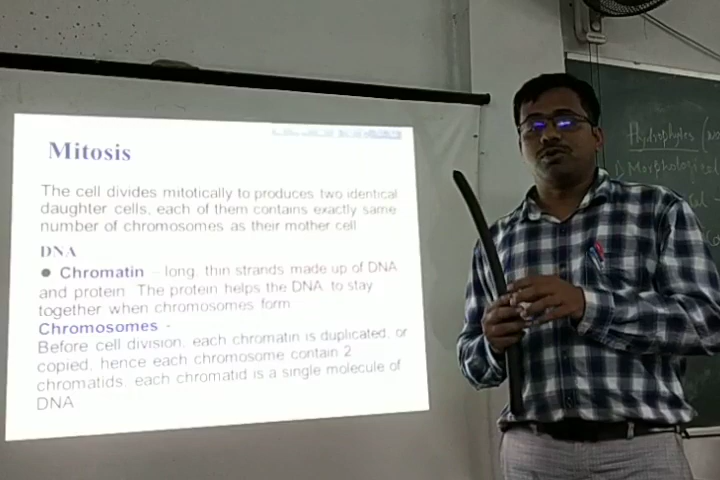 Mitosis
The cell divides mitotically to produces two identical
daughter cells, each of them contains exactly same
number of chromosomes as their mother cell.
DNA
● Chromatin – long, thin strands made up of DNA
and protein. The protein helps the DNA to stay
together when chromosomes form.
Chromosomes -
Before cell division, each chromatin is duplicated, or
copied, hence each chromosome contain 2
chromatids, each chromatid is a single molecule of
DNA
Hydrophytes
1) Morphological